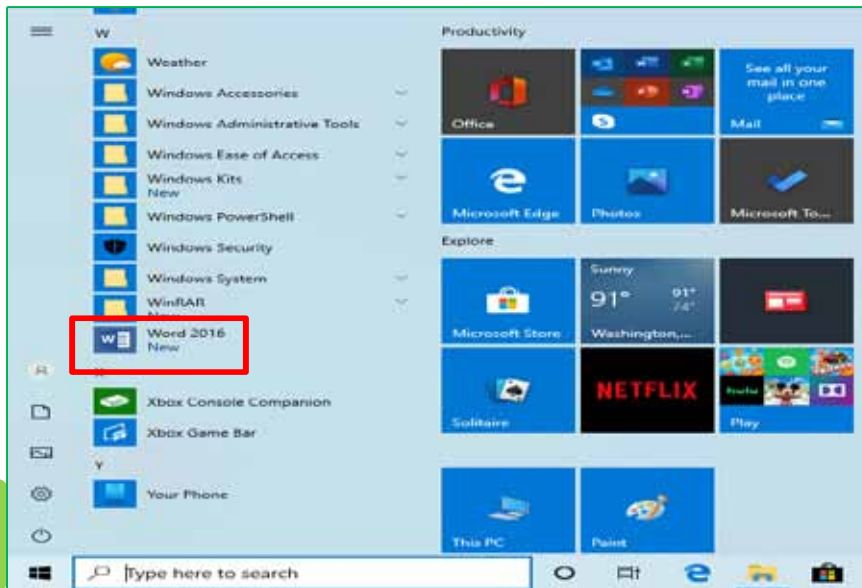 W
Weather
Windows Accessories
Windows Administrative Tools
Windows Ease of Access
Windows Kits
New
Windows PowerShell
Windows Security
Windows System
WinRAR
Word 2016
New
Xbox Console Companion
Xbox Game Bar
Y
Your Phone
Type here to search
Productivity
Office
See all your
mail in one
place
Mail
Microsoft Edge
Photos
Microsoft To...
Explore
Microsoft Store
Sunny
91° 91°
74°
Washington,...
Solitaire
NETFLIX
hulu
Play
This PC
Paint